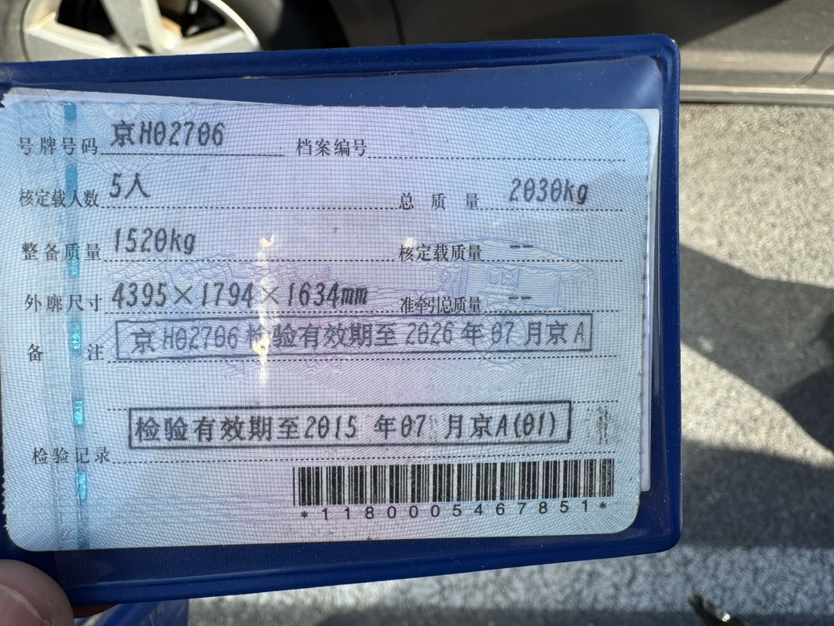 号牌号码 京H02706 档案编号
核定载人数 5人 总质量 2030kg
整备质量 1520kg 核定载质量 --
外廓尺寸 4395×1794×1634mm 准牵引总质量 --
备注 京H02706 检验有效期至2026年07月京A
检验有效期至2015 年07 月京A(01)
检验记录
*1180005467851*